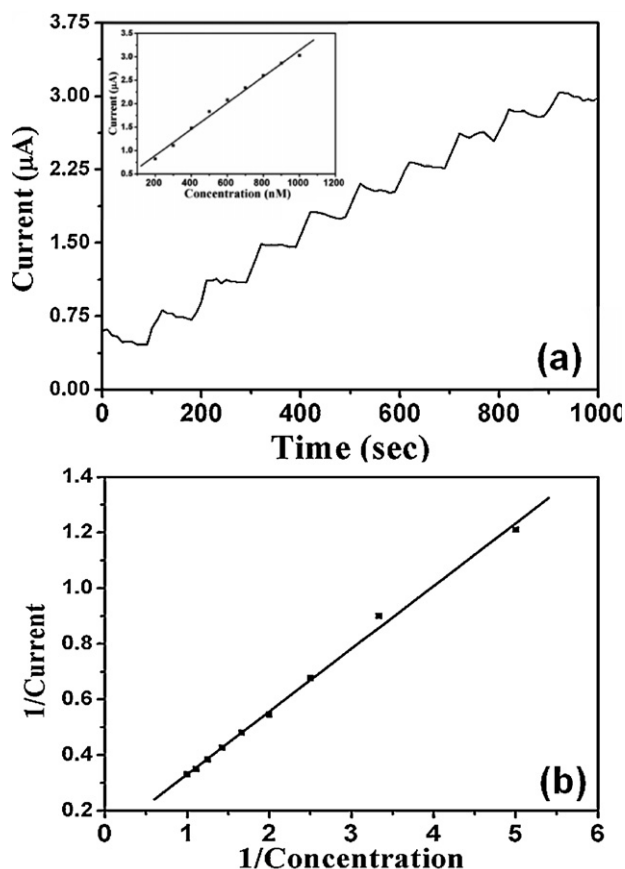 3.75
3.00
2.25
1.50
0.75
0.00
Current (µA)
3.5
3.0
2.5
2.0
1.5
1.0
0.5
Current (µA)
200 400 600 800 1000 1200
Concentration (nM)
(a)
0 200 400 600 800 1000
Time (sec)
1.4
1.2
1.0
0.8
0.6
0.4
0.2
1/Current
(b)
0 1 2 3 4 5 6
1/Concentration